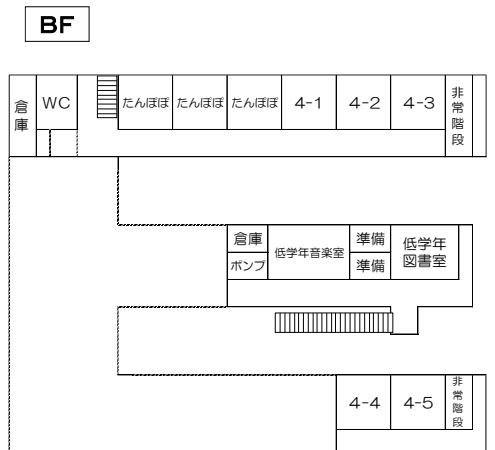 BF
倉庫
WC
たんぽぽ
たんぽぽ
たんぽぽ
4-1
4-2
4-3
非常階段
倉庫
ポンプ
低学年音楽室
準備
準備
低学年
図書室
4-4
4-5
非常階段